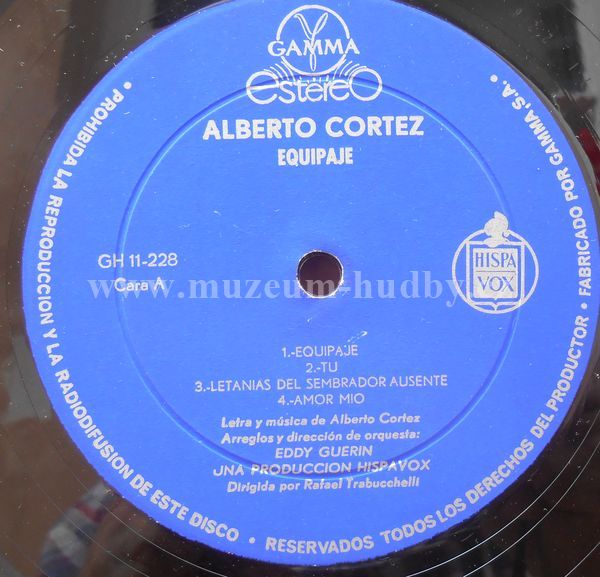 GAMMA
estéreo
ALBERTO CORTEZ
EQUIPAJE
GH 11-228
Cara A
HISPA
VOX
www.muzeum-hudby.
1.-EQUIPAJE
2.-TU
3.-LETANIAS DEL SEMBRADOR AUSENTE
4.-AMOR MIO
Letra y música de Alberto Cortez
Arreglos y dirección de orquesta:
EDDY GUERIN
UNA PRODUCCION HISPAVOX
Dirigida por Rafael Trabucchelli
• PROHIBIDA LA REPRODUCCION Y LA RADIODIFUSION DE ESTE DISCO • RESERVADOS TODOS LOS DERECHOS DEL PRODUCTOR • FABRICADO POR GAMMA, S.A. •